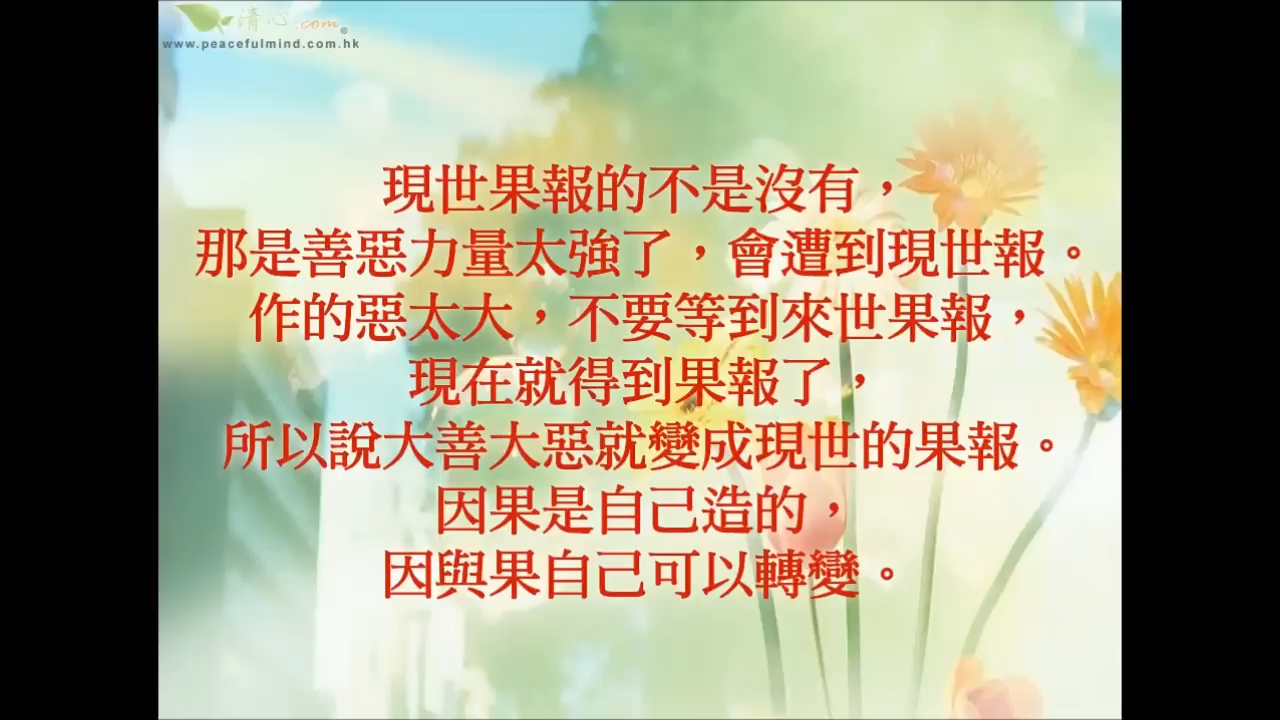 清心.com®
www.peacefulmind.com.hk
現世果報的不是沒有，
那是善惡力量太強了，會遭到現世報。
作的惡太大，不要等到來世果報，
現在就得到果報了，
所以說大善大惡就變成現世的果報。
因果是自己造的，
因與果自己可以轉變。